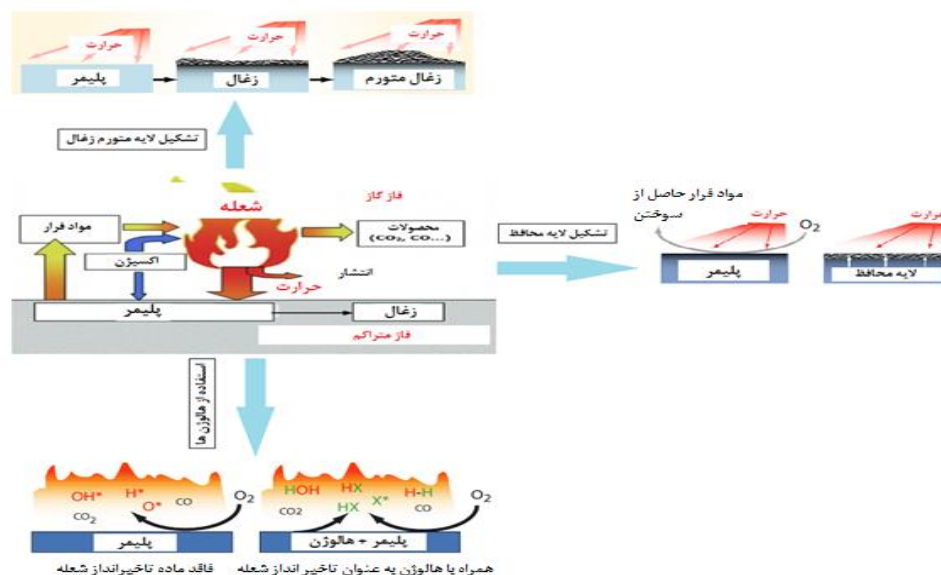 حرارت
پلیمر
حرارت
زغال
حرارت
زغال متورم
تشکیل لایه متورم زغال
فاز گاز
شعله
مواد فرار
محصولات
(CO₂, CO...)
اکسیژن
انتشار
حرارت
پلیمر
زغال
فاز متراکم
تشکیل لایه محافظ
مواد فرار حاصل از
سوختن
حرارت
O₂
پلیمر
حرارت
لایه محافظ
استفاده از هالوژن ها
OH* H* O* CO CO₂ O₂
پلیمر
فاقد ماده تاخیرانداز شعله
HOH HX H-H HX X* CO CO2 O₂
پلیمر + هالوژن
همراه با هالوژن به عنوان تاخیر انداز شعله